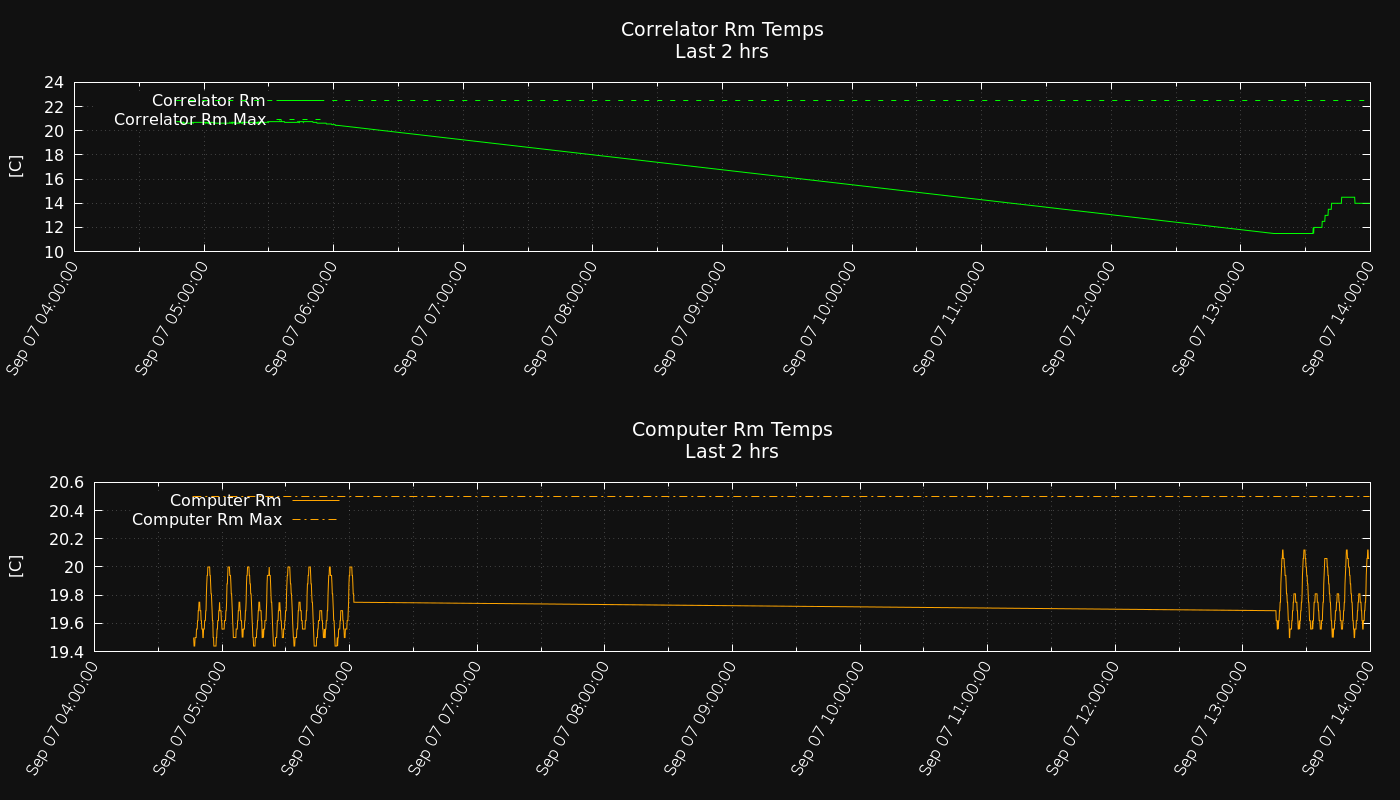 Correlator Rm Temps
Last 2 hrs
24
22
20
18
16
14
12
10
[C]
Correlator Rm
Correlator Rm Max
Sep 07 04:00:00
Sep 07 05:00:00
Sep 07 06:00:00
Sep 07 07:00:00
Sep 07 08:00:00
Sep 07 09:00:00
Sep 07 10:00:00
Sep 07 11:00:00
Sep 07 12:00:00
Sep 07 13:00:00
Sep 07 14:00:00
Computer Rm Temps
Last 2 hrs
20.6
20.4
20.2
20
19.8
19.6
19.4
[C]
Computer Rm
Computer Rm Max
Sep 07 04:00:00
Sep 07 05:00:00
Sep 07 06:00:00
Sep 07 07:00:00
Sep 07 08:00:00
Sep 07 09:00:00
Sep 07 10:00:00
Sep 07 11:00:00
Sep 07 12:00:00
Sep 07 13:00:00
Sep 07 14:00:00